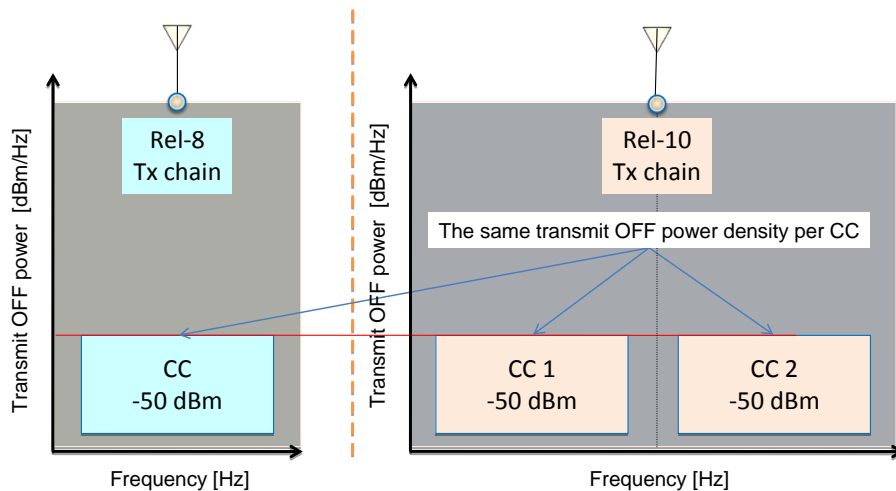 Transmit OFF power  [dBm/Hz]
Rel-8
Tx chain
CC
-50 dBm
Frequency [Hz]
Transmit OFF power  [dBm/Hz]
Rel-10
Tx chain
The same transmit OFF power density per CC
CC 1
-50 dBm
CC 2
-50 dBm
Frequency [Hz]